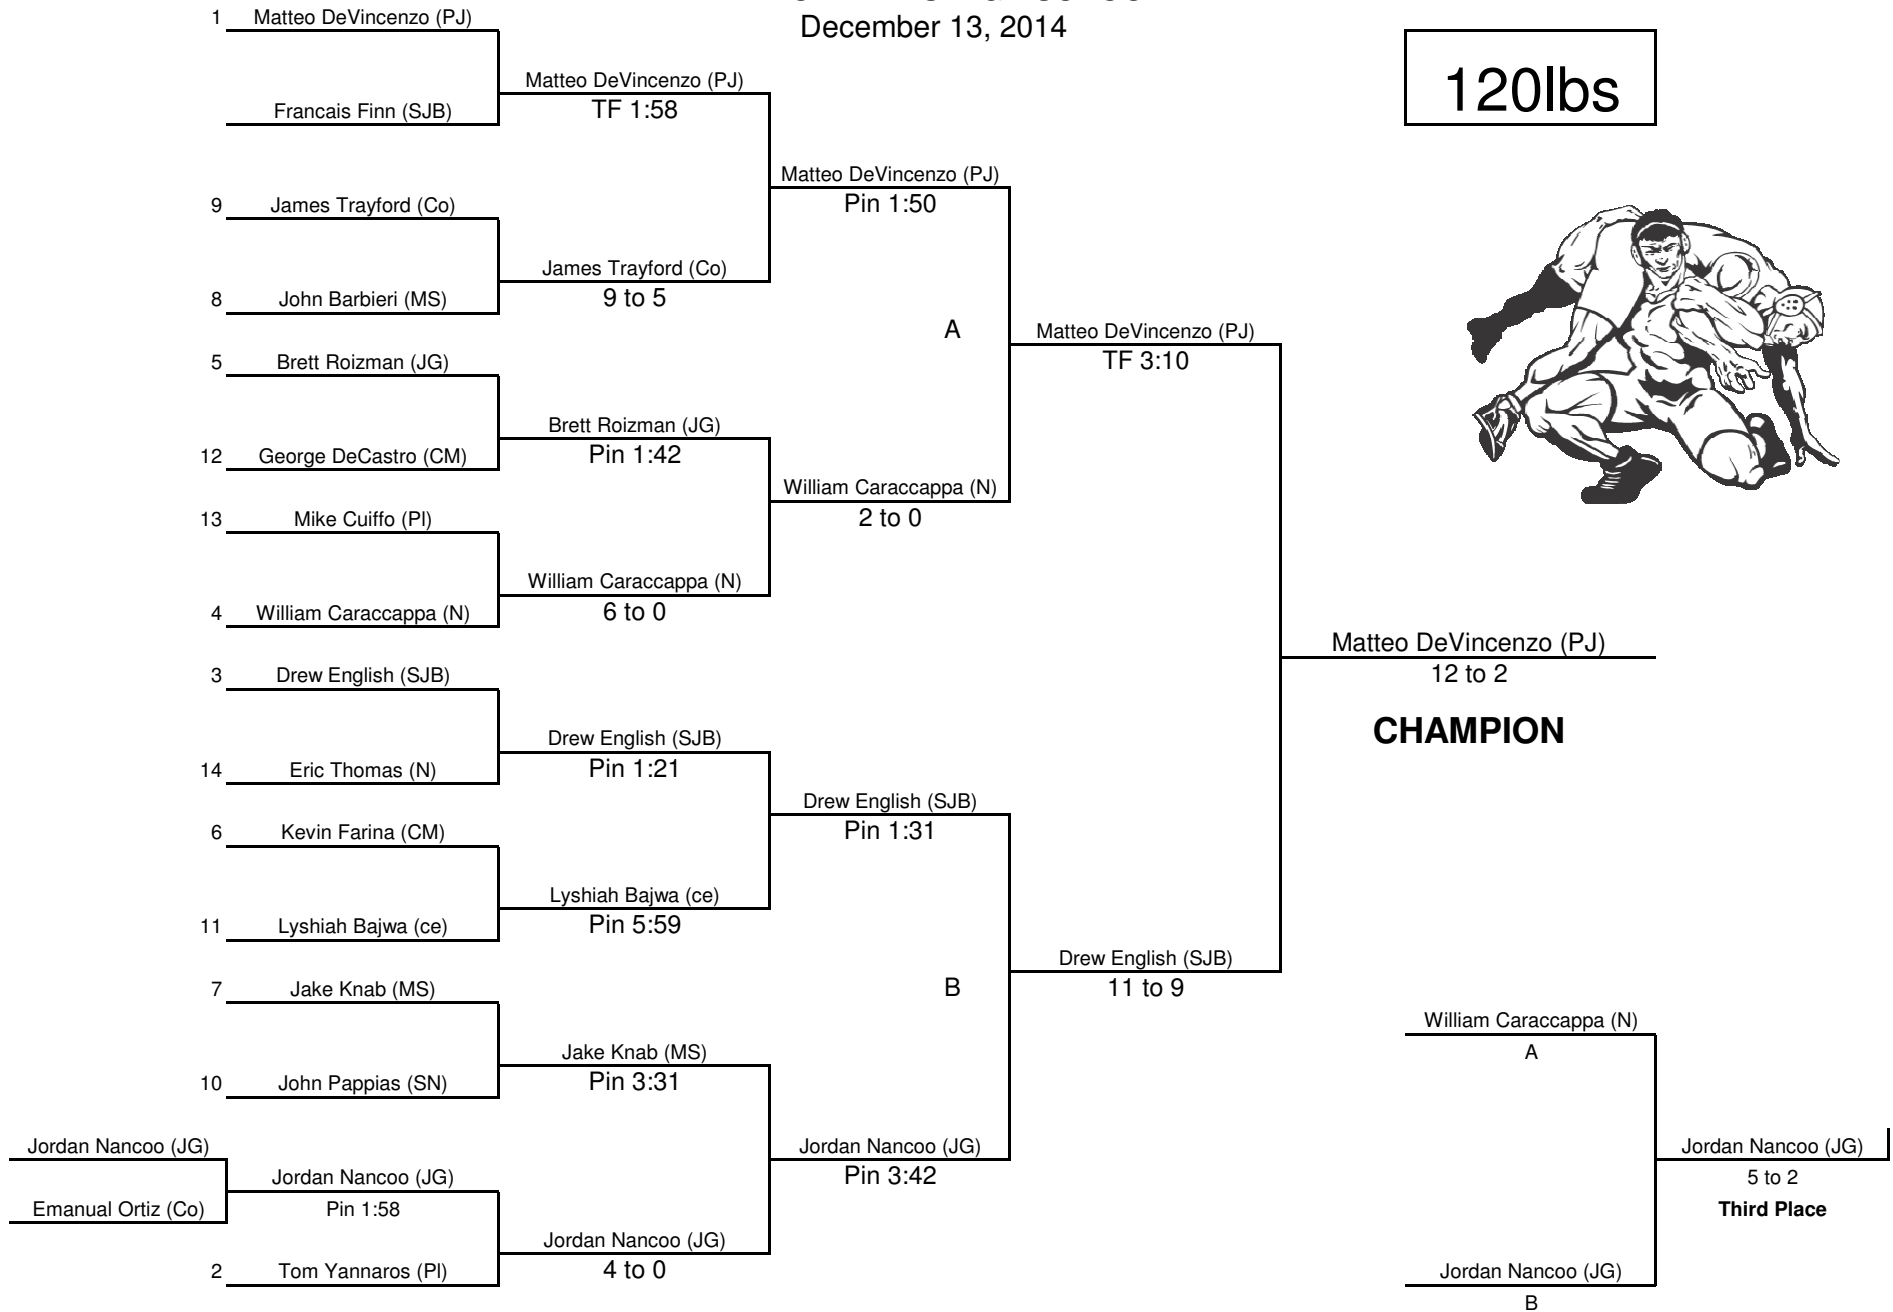 December 13, 2014
120lbs
1 Matteo DeVincenzo (PJ)
Francais Finn (SJB)
Matteo DeVincenzo (PJ)
TF 1:58
9 James Trayford (Co)
8 John Barbieri (MS)
James Trayford (Co)
9 to 5
Matteo DeVincenzo (PJ)
Pin 1:50
5 Brett Roizman (JG)
12 George DeCastro (CM)
Brett Roizman (JG)
Pin 1:42
13 Mike Cuiffo (Pl)
4 William Caraccappa (N)
William Caraccappa (N)
6 to 0
William Caraccappa (N)
2 to 0
A
Matteo DeVincenzo (PJ)
TF 3:10
3 Drew English (SJB)
14 Eric Thomas (N)
Drew English (SJB)
Pin 1:21
6 Kevin Farina (CM)
11 Lyshiah Bajwa (ce)
Lyshiah Bajwa (ce)
Pin 5:59
Drew English (SJB)
Pin 1:31
7 Jake Knab (MS)
10 John Pappias (SN)
Jake Knab (MS)
Pin 3:31
Jordan Nancoo (JG)
Emanual Ortiz (Co)
Jordan Nancoo (JG)
Pin 1:58
2 Tom Yannaros (Pl)
Jordan Nancoo (JG)
4 to 0
Jordan Nancoo (JG)
Pin 3:42
B
Drew English (SJB)
11 to 9
Matteo DeVincenzo (PJ)
12 to 2
CHAMPION
William Caraccappa (N)
A
Jordan Nancoo (JG)
B
Jordan Nancoo (JG)
5 to 2
Third Place